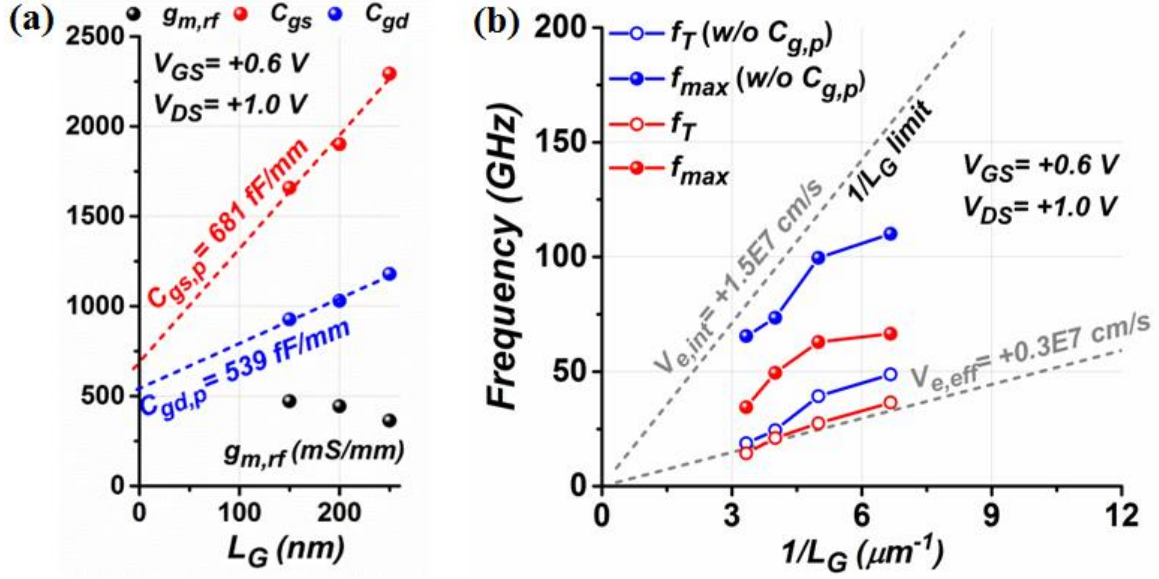 (a)
g_m,rf C_gs C_gd
2500
2000
1500
1000
500
0
V_GS = +0.6 V
V_DS= +1.0 V
C_gs,p= 681 fF/mm
C_gd,p= 539 fF/mm
g_m,rf (mS/mm)
0 100 200
L_G (nm)
(b)
Frequency (GHz)
200
150
100
50
0
f_T (w/o C_g,p)
f_max (w/o C_g,p)
f_T
f_max
V_e,int= +1.5E7 cm/s
1/L_G limit
V_GS= +0.6 V
V_DS= +1.0 V
V_e,eff= +0.3E7 cm/s
0 3 6 9 12
1/L_G (μm⁻¹)